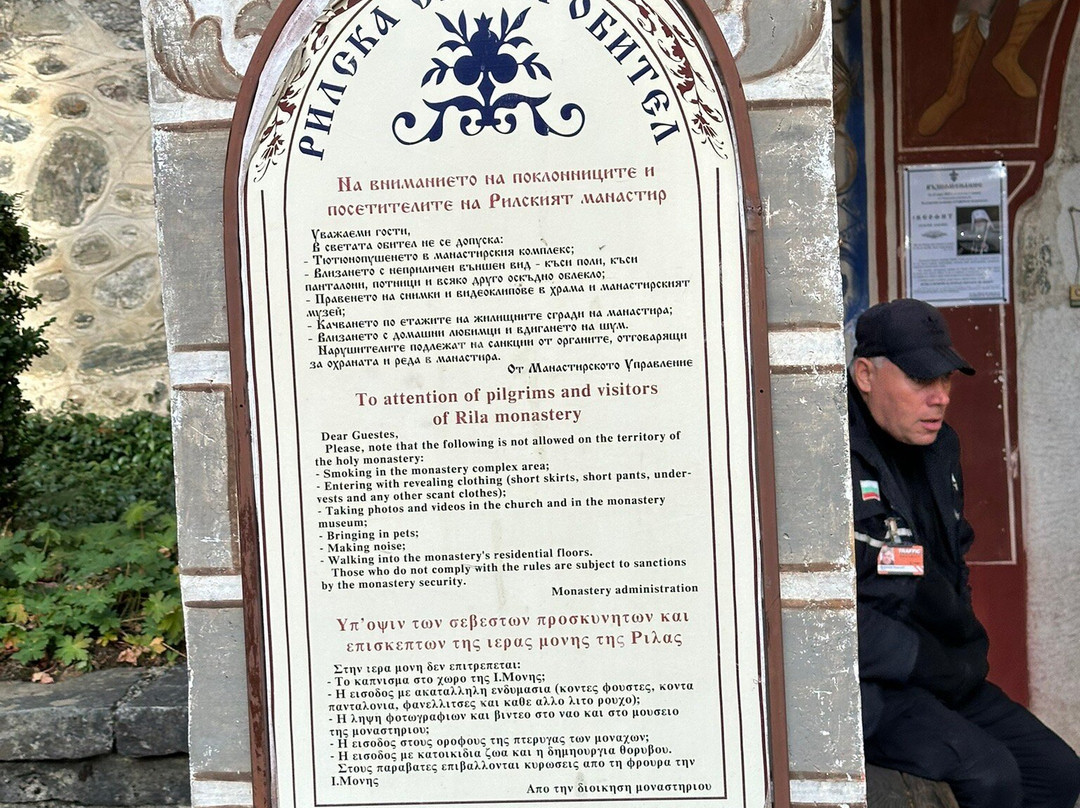 РИЛСКА ОБИТЕЛ
На вниманието на поклонниците и
посетителите на Рилският манастир
Уважаеми гости,
В светата обител не се допуска:
- Тютюнопушенето в манастирския комплекс;
- Влизането с неприличен външен вид - къси поли, къси
панталони, потници и всяко друго оскъдно облекло;
- Правенето на снимки и видеоклипове в храма и манастирският
музей;
- Качването по етажите на жилищните сгради на манастира;
- Влизането с домашни любимци и вдигането на шум.
Нарушителите подлежат на санкции от органите, отговарящи
за охраната и реда в манастира.
От Манастирското Управление
To attention of pilgrims and visitors
of Rila monastery
Dear Guestes,
Please, note that the following is not allowed on the territory of
the holy monastery:
- Smoking in the monastery complex area;
- Entering with revealing clothing (short skirts, short pants, under-
vests and any other scant clothes);
- Taking photos and videos in the church and in the monastery
museum;
- Bringing in pets;
- Making noise;
- Walking into the monastery's residential floors.
Those who do not comply with the rules are subject to sanctions
by the monastery security.
Monastery administration
Υπ'οψιν των σεβεστων προσκυνητων και
επισκεπτων της ιερας μονης της Ριλας
Στην ιερα μονη δεν επιτρεπεται:
- Το καπνισμα στο χωρο της Ι.Μονης;
- Η εισοδος με ακαταλληλη ενδυμασια (κοντες φουστες, κοντα
πανταλονια, φανελλιτσες και καθε αλλο λιτο ρουχο);
- Η ληψη φωτογραφιων και βιντεο στο ναο και στο μουσειο
της μοναστηριου;
- Η εισοδος στους οροφους της πτερυγας των μοναχων;
- Η εισοδος με κατοικιδια ζωα και η δημηουργια θορυβου.
Στους παραβατες επιβαλλονται κυρωσεις απο τη φρουρα την
Ι.Μονης
Απο την διοικηση μοναστηριου
ВЪЗПОМЕНАНИЕ
TRAFFIC